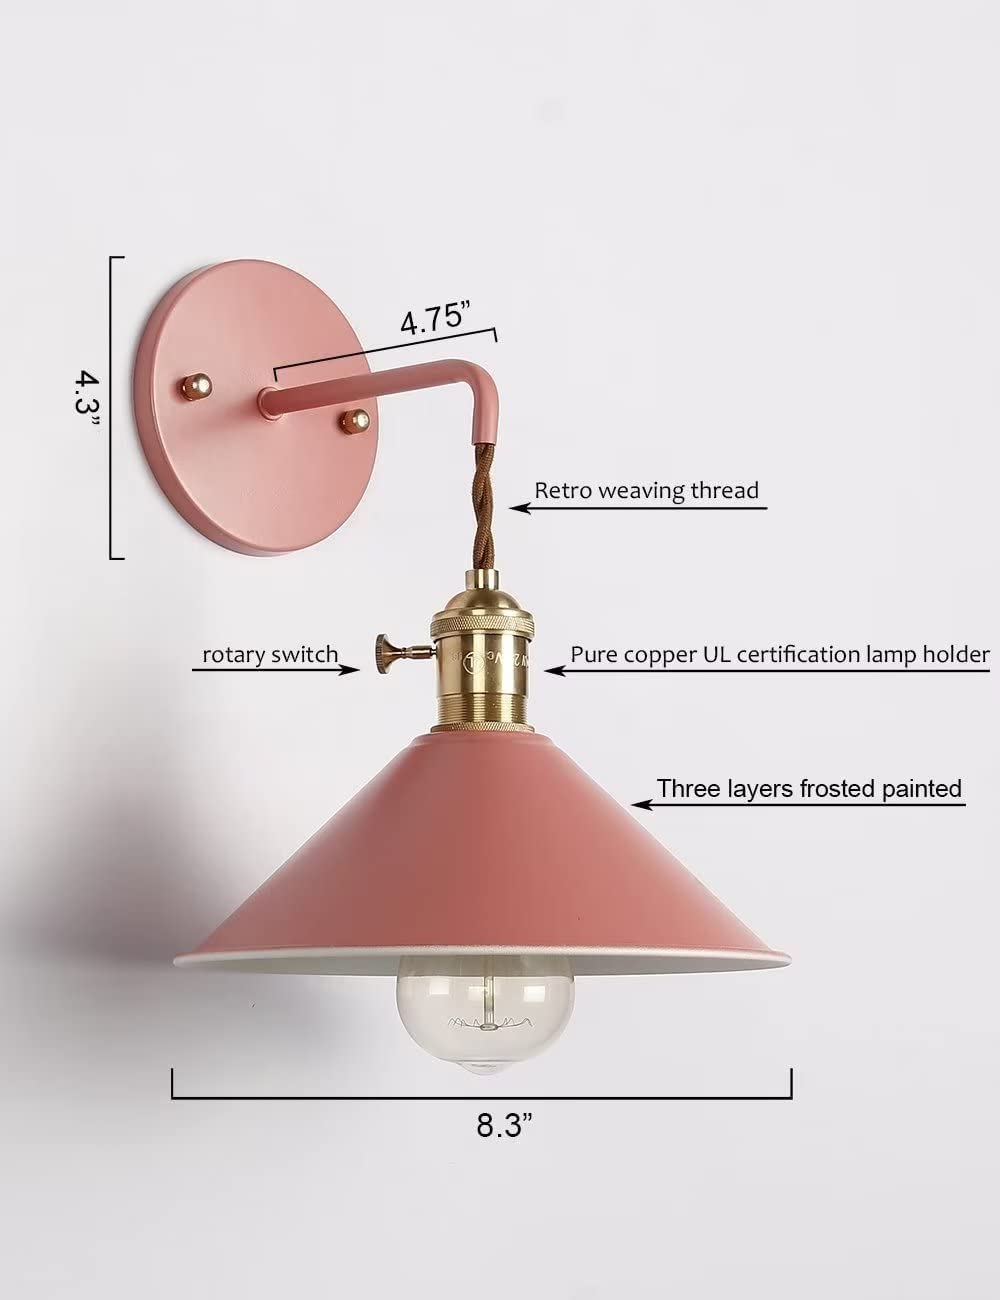 4.75”
4.3”
Retro weaving thread
rotary switch
Pure copper UL certification lamp holder
Three layers frosted painted
8.3”